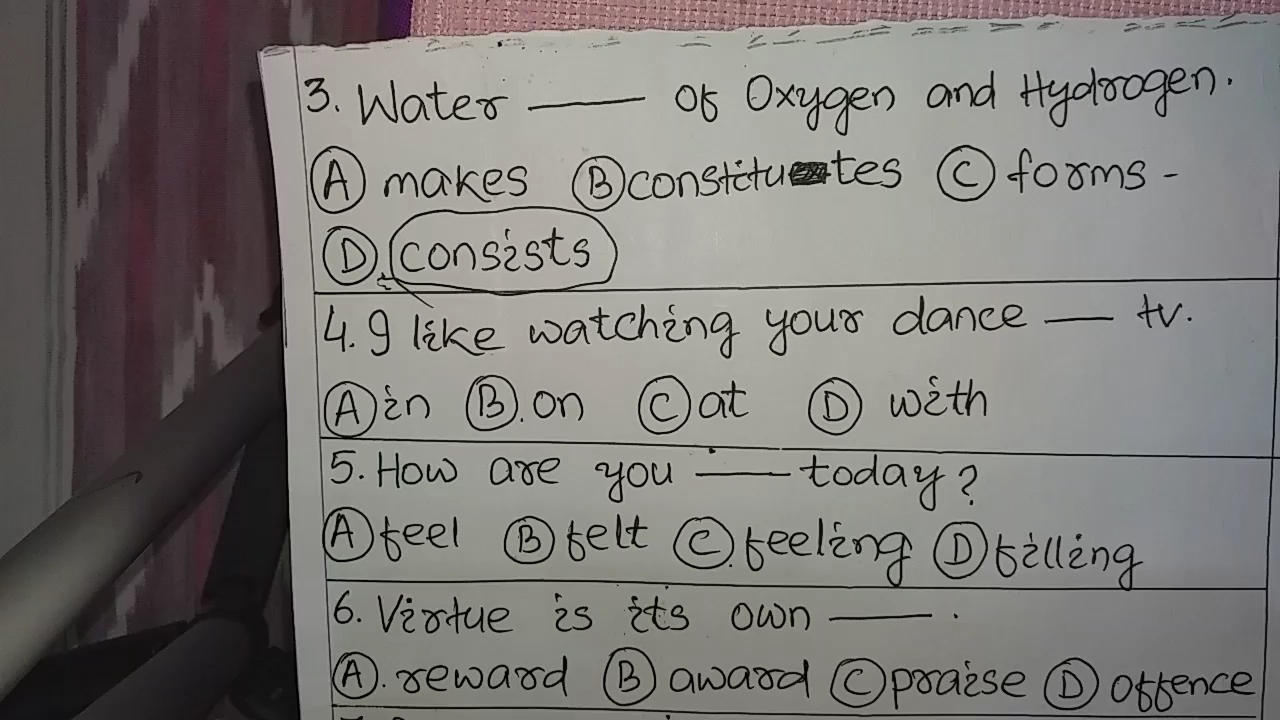 3. Water —— of Oxygen and Hydrogen.
Ⓐ makes Ⓑ constitutes Ⓒ forms -
Ⓓ. consists
4. I like watching your dance — tv.
Ⓐ in Ⓑ. on Ⓒ at Ⓓ with
5. How are you —— today?
Ⓐ feel Ⓑ felt Ⓒ. feeling Ⓓ filling
6. Virtue is its own ——.
Ⓐ. reward Ⓑ award Ⓒ praise Ⓓ offence